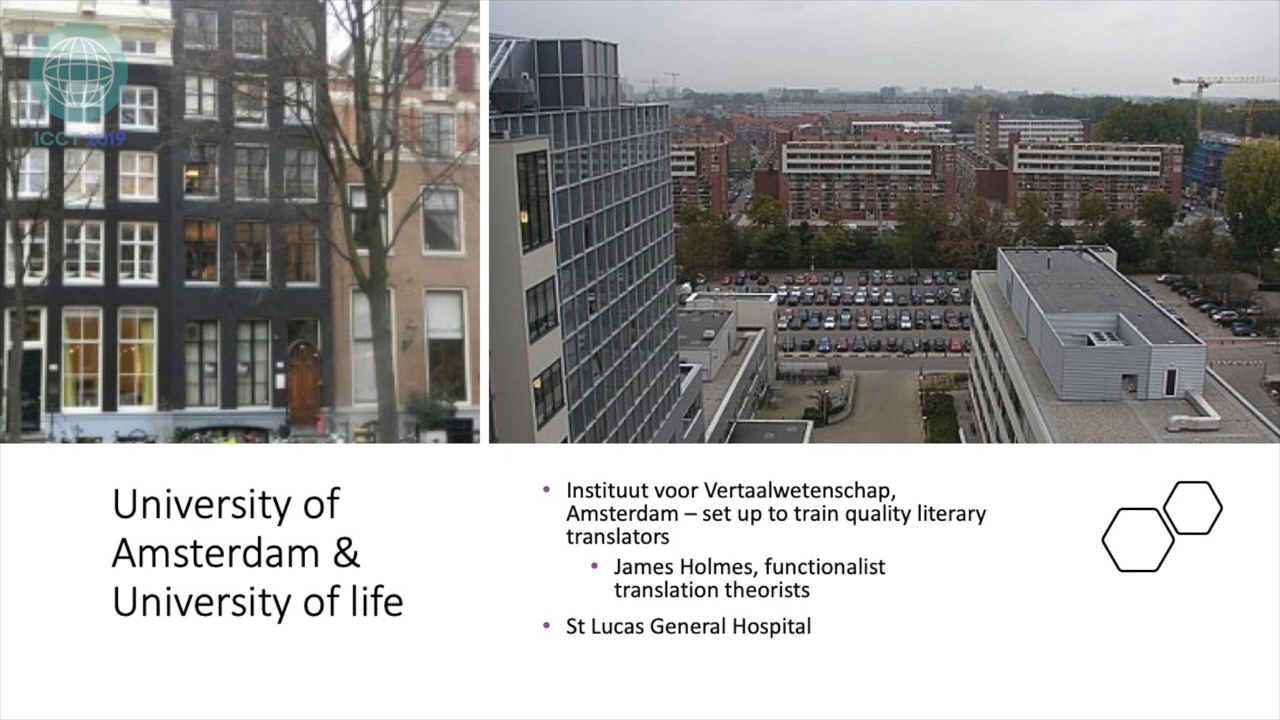 ICCT 2019
University of
Amsterdam &
University of life
• Instituut voor Vertaalwetenschap,
Amsterdam – set up to train quality literary
translators
• James Holmes, functionalist
translation theorists
• St Lucas General Hospital